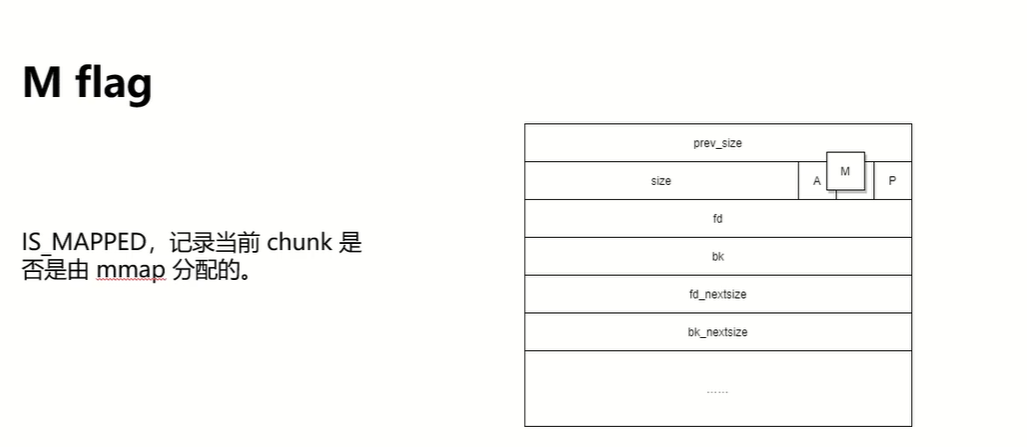 M flag
IS_MAPPED，记录当前 chunk 是
否是由 mmap 分配的。
prev_size
size A M P
fd
bk
fd_nextsize
bk_nextsize
……